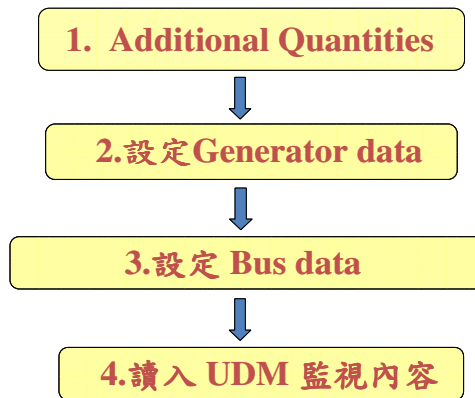 1. Additional Quantities
2.設定Generator data
3.設定 Bus data
4.讀入 UDM 監視內容